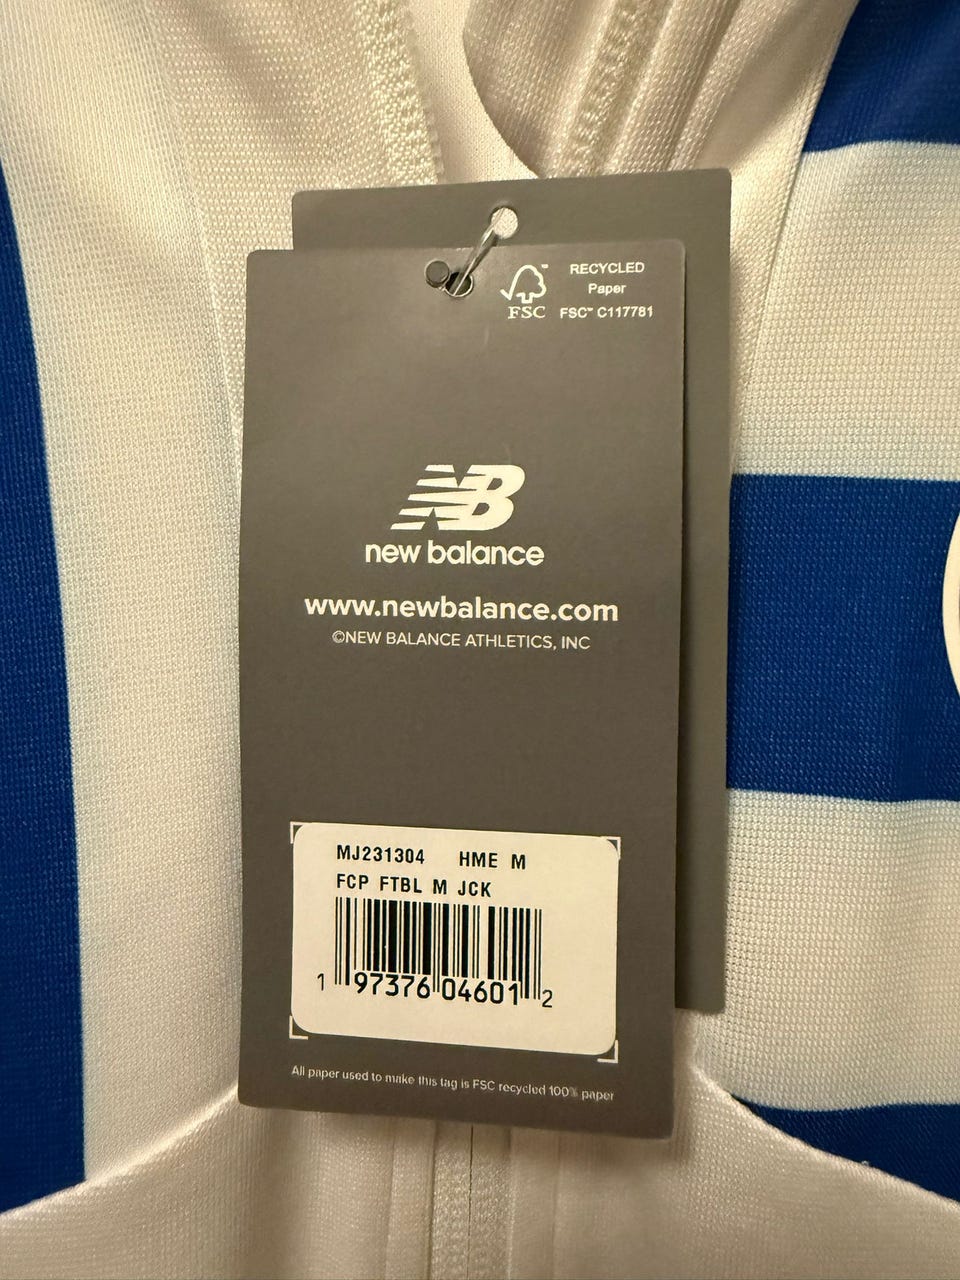 FSC
RECYCLED
Paper
FSC™ C117781
NB
new balance
www.newbalance.com
©NEW BALANCE ATHLETICS, INC
MJ231304 HME M
FCP FTBL M JCK
1 97376 04601 2
All paper used to make this tag is FSC recycled 100% paper